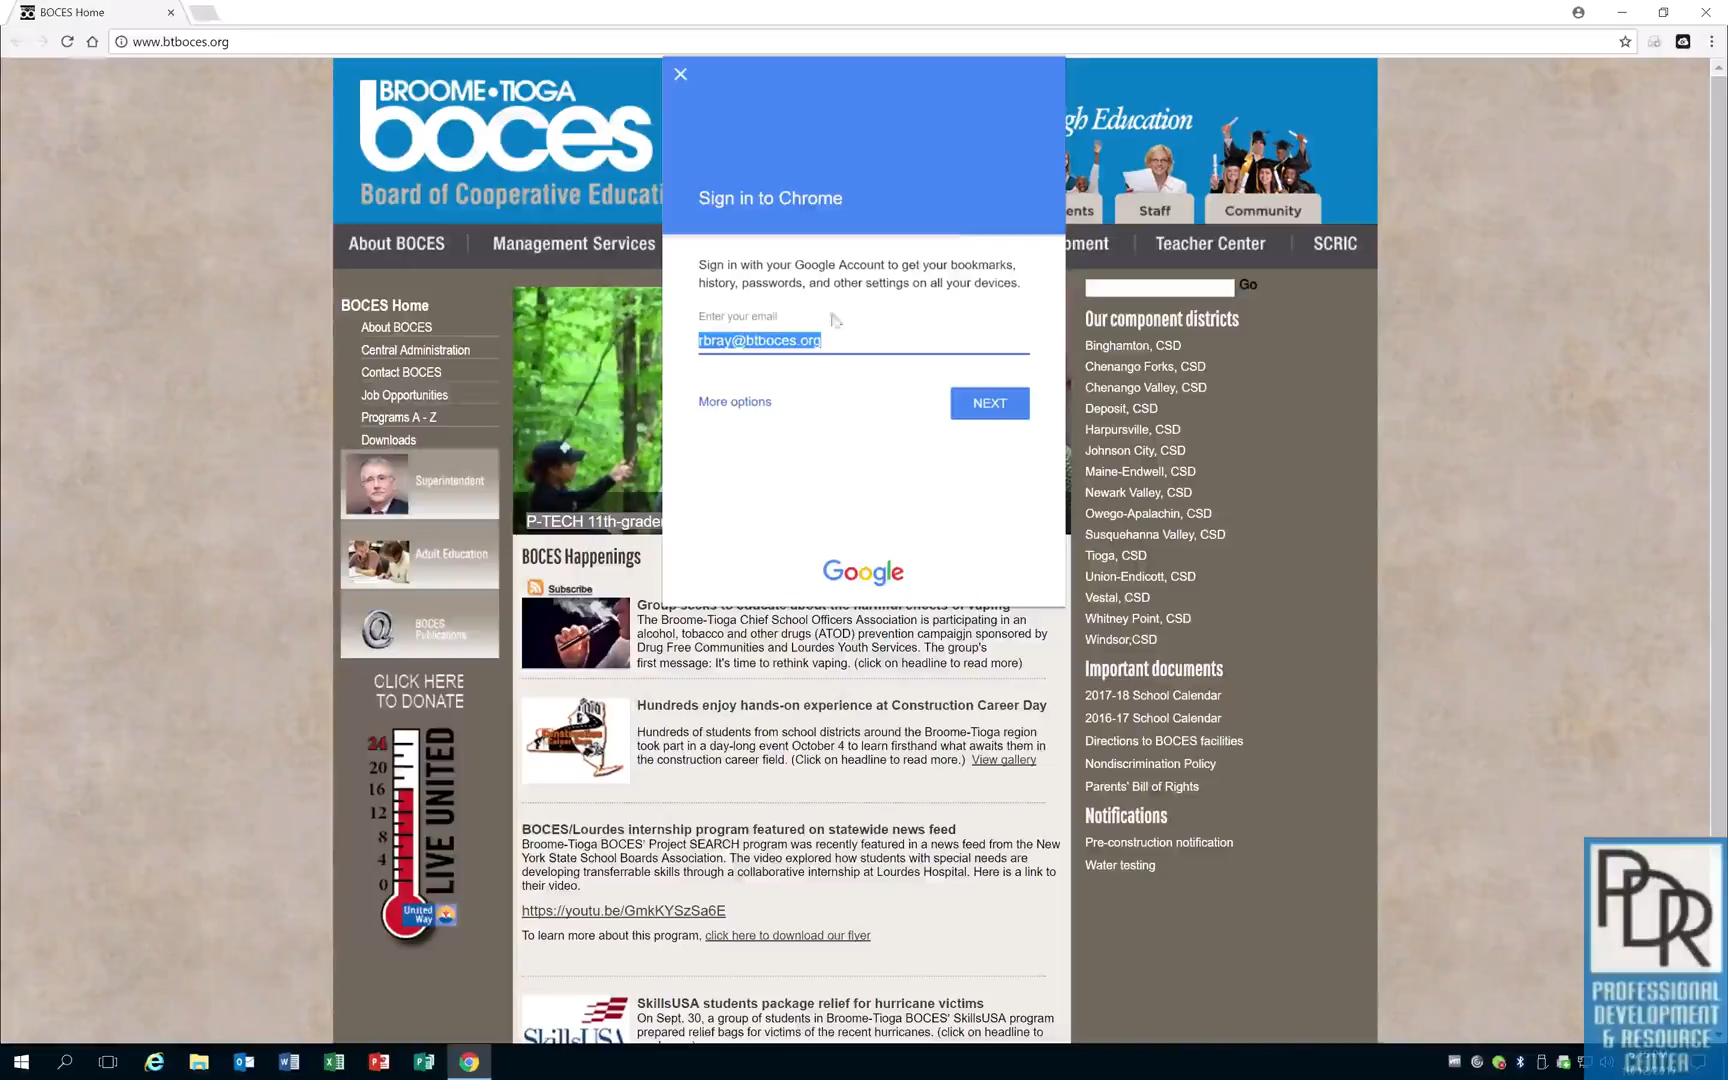 BOCES Home
www.btboces.org
BROOME•TIOGA
boces
Board of Cooperative Educati
gh Education
ents
Staff
Community
About BOCES
Management Services
pment
Teacher Center
SCRIC
Sign in to Chrome
Sign in with your Google Account to get your bookmarks,
history, passwords, and other settings on all your devices.
Enter your email
rbray@btboces.org
More options
NEXT
Google
BOCES Home
About BOCES
Central Administration
Contact BOCES
Job Opportunities
Programs A - Z
Downloads
Superintendent
Adult Education
BOCES
Publications
CLICK HERE
TO DONATE
24
20
16
12
8
4
0
LIVE UNITED
United
Way
P-TECH 11th-grader
BOCES Happenings
Subscribe
Group seeks to educate about the harmful effects of vaping
The Broome-Tioga Chief School Officers Association is participating in an
alcohol, tobacco and other drugs (ATOD) prevention campaign sponsored by
Drug Free Communities and Lourdes Youth Services. The group's
first message: It's time to rethink vaping. (click on headline to read more)
Hundreds enjoy hands-on experience at Construction Career Day
Hundreds of students from school districts around the Broome-Tioga region
took part in a day-long event October 4 to learn firsthand what awaits them in
the construction career field. (Click on headline to read more.) View gallery
BOCES/Lourdes internship program featured on statewide news feed
Broome-Tioga BOCES' Project SEARCH program was recently featured in a news feed from the New
York State School Boards Association. The video explored how students with special needs are
developing transferrable skills through a collaborative internship at Lourdes Hospital. Here is a link to
their video.
https://youtu.be/GmkKYSzSa6E
To learn more about this program, click here to download our flyer
SkillsUSA students package relief for hurricane victims
On Sept. 30, a group of students in Broome-Tioga BOCES' SkillsUSA program
prepared relief bags for victims of the recent hurricanes. (click on headline to
SkillsUSA
Go
Our component districts
Binghamton, CSD
Chenango Forks, CSD
Chenango Valley, CSD
Deposit, CSD
Harpursville, CSD
Johnson City, CSD
Maine-Endwell, CSD
Newark Valley, CSD
Owego-Apalachin, CSD
Susquehanna Valley, CSD
Tioga, CSD
Union-Endicott, CSD
Vestal, CSD
Whitney Point, CSD
Windsor,CSD
Important documents
2017-18 School Calendar
2016-17 School Calendar
Directions to BOCES facilities
Nondiscrimination Policy
Parents' Bill of Rights
Notifications
Pre-construction notification
Water testing
PDR
PROFESSIONAL
DEVELOPMENT
& RESOURCE
CENTER